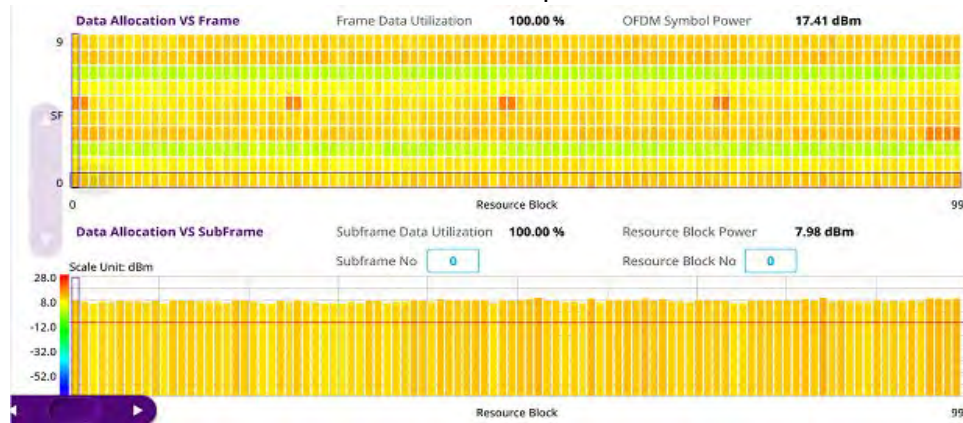 Data Allocation VS Frame Frame Data Utilization 100.00 % OFDM Symbol Power 17.41 dBm
9
SF
0
0 Resource Block 99
Data Allocation VS SubFrame Subframe Data Utilization 100.00 % Resource Block Power 7.98 dBm
Subframe No 0 Resource Block No 0
Scale Unit: dBm
28.0
8.0
-12.0
-32.0
-52.0
Resource Block 99